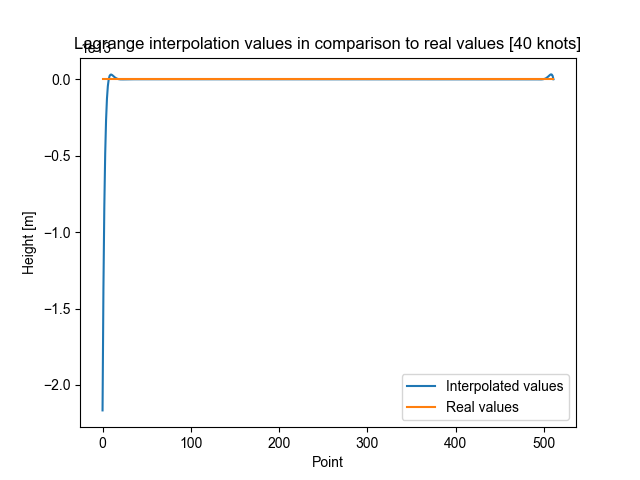 Lagrange interpolation values in comparison to real values [40 knots]
1e13
0.0
−0.5
−1.0
−1.5
−2.0
Height [m]
Interpolated values
Real values
0 100 200 300 400 500
Point